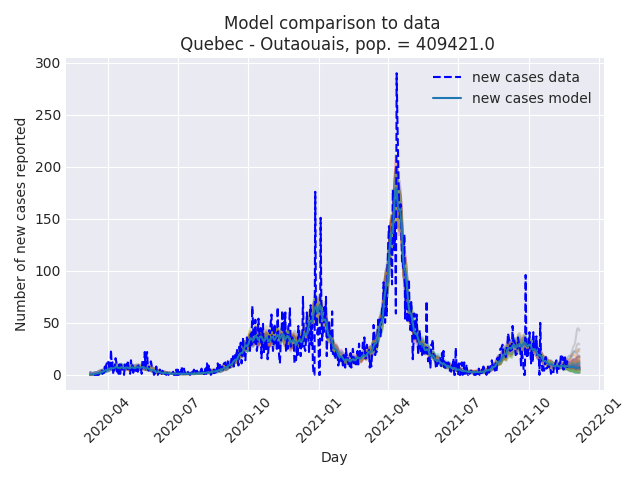 Model comparison to data
Quebec - Outaouais, pop. = 409421.0
new cases data
new cases model
Number of new cases reported
300
250
200
150
100
50
0
2020-04
2020-07
2020-10
2021-01
2021-04
2021-07
2021-10
2022-01
Day